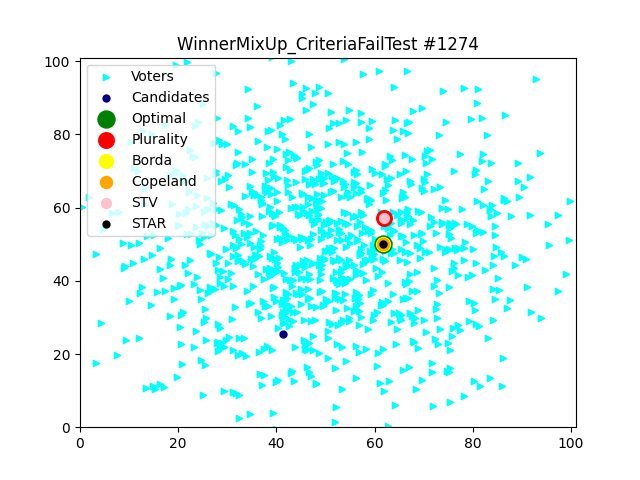 WinnerMixUp_CriteriaFailTest #1274
100
80
60
40
20
0
Voters
Candidates
Optimal
Plurality
Borda
Copeland
STV
STAR
0 20 40 60 80 100